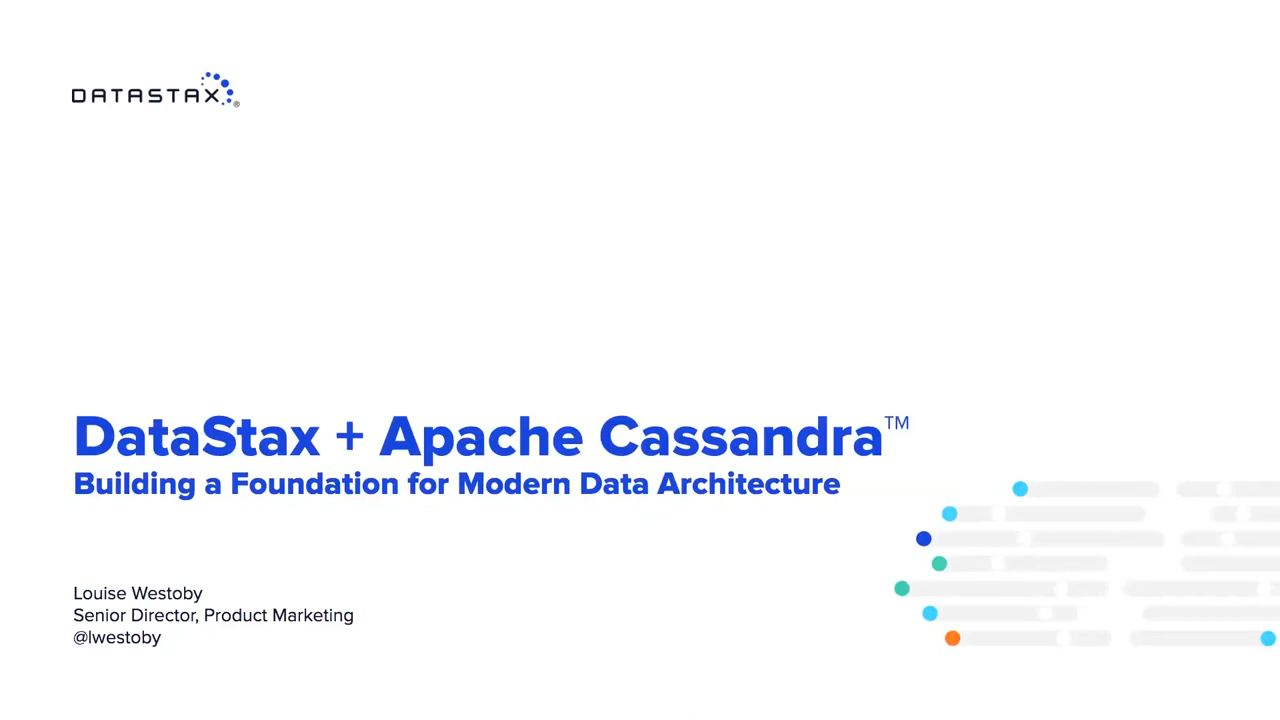 DATASTAX®
DataStax + Apache Cassandra™
Building a Foundation for Modern Data Architecture
Louise Westoby
Senior Director, Product Marketing
@lwestoby